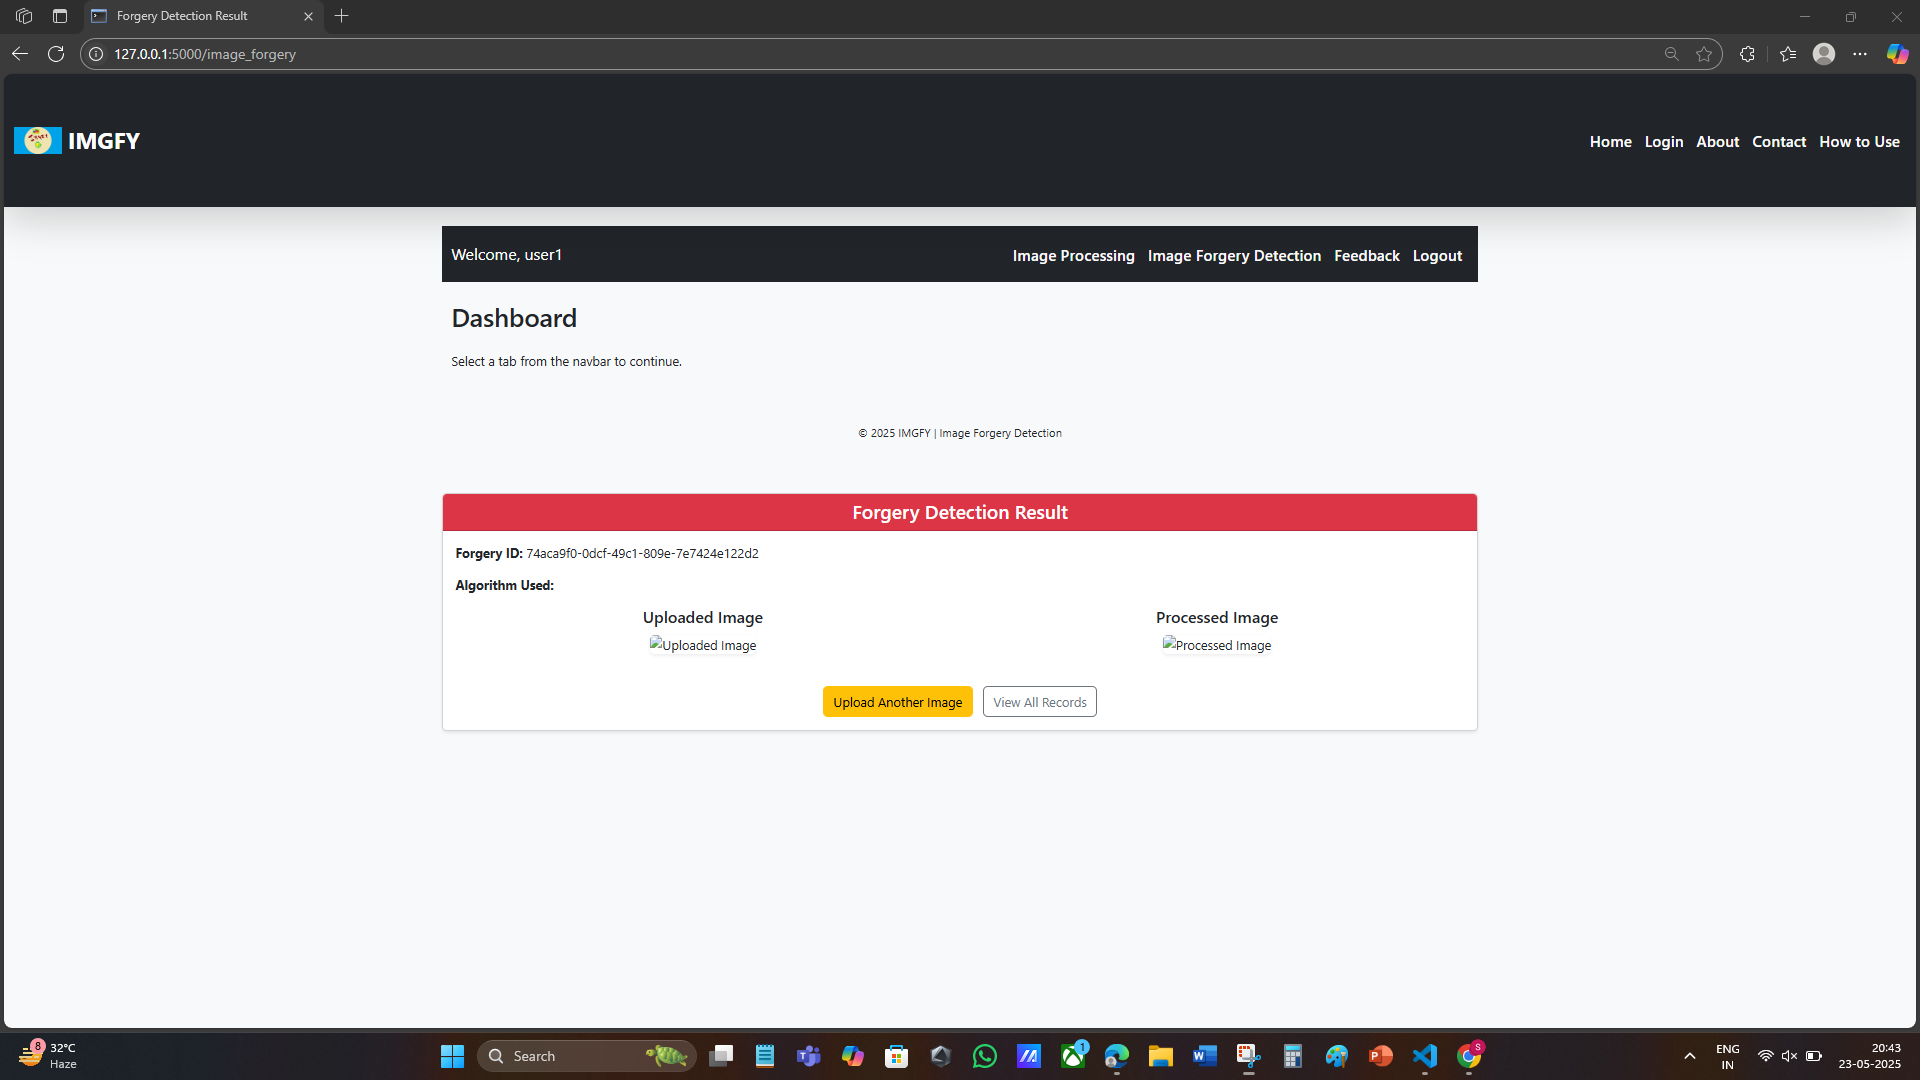 Forgery Detection Result
127.0.0.1:5000/image_forgery
IMGFY
Home Login About Contact How to Use
Welcome, user1
Image Processing Image Forgery Detection Feedback Logout
Dashboard
Select a tab from the navbar to continue.
© 2025 IMGFY | Image Forgery Detection
Forgery Detection Result
Forgery ID: 74aca9f0-0dcf-49c1-809e-7e7424e122d2
Algorithm Used:
Uploaded Image Processed Image
Uploaded Image Processed Image
Upload Another Image View All Records
8 32°C
Haze
Search
1
S
ENG
IN
20:43
23-05-2025